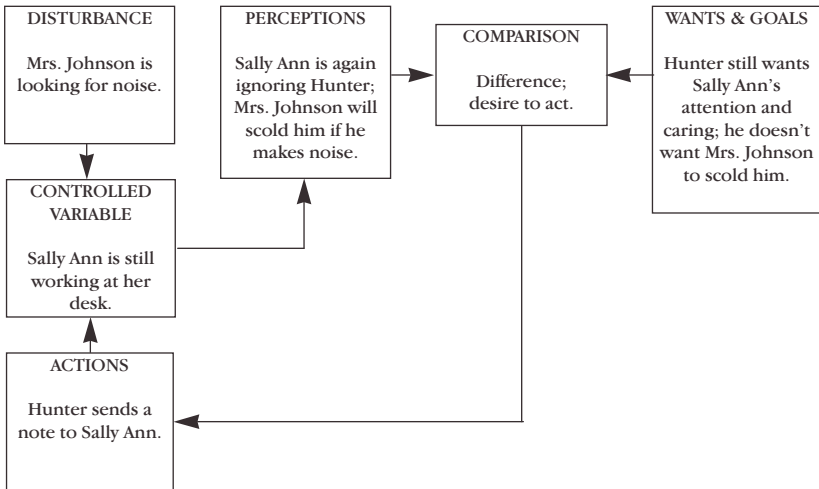 DISTURBANCE
Mrs. Johnson is
looking for noise.
PERCEPTIONS
Sally Ann is again
ignoring Hunter;
Mrs. Johnson will
scold him if he
makes noise.
COMPARISON
Difference;
desire to act.
WANTS & GOALS
Hunter still wants
Sally Ann’s
attention and
caring; he doesn’t
want Mrs. Johnson
to scold him.
CONTROLLED
VARIABLE
Sally Ann is still
working at her
desk.
ACTIONS
Hunter sends a
note to Sally Ann.